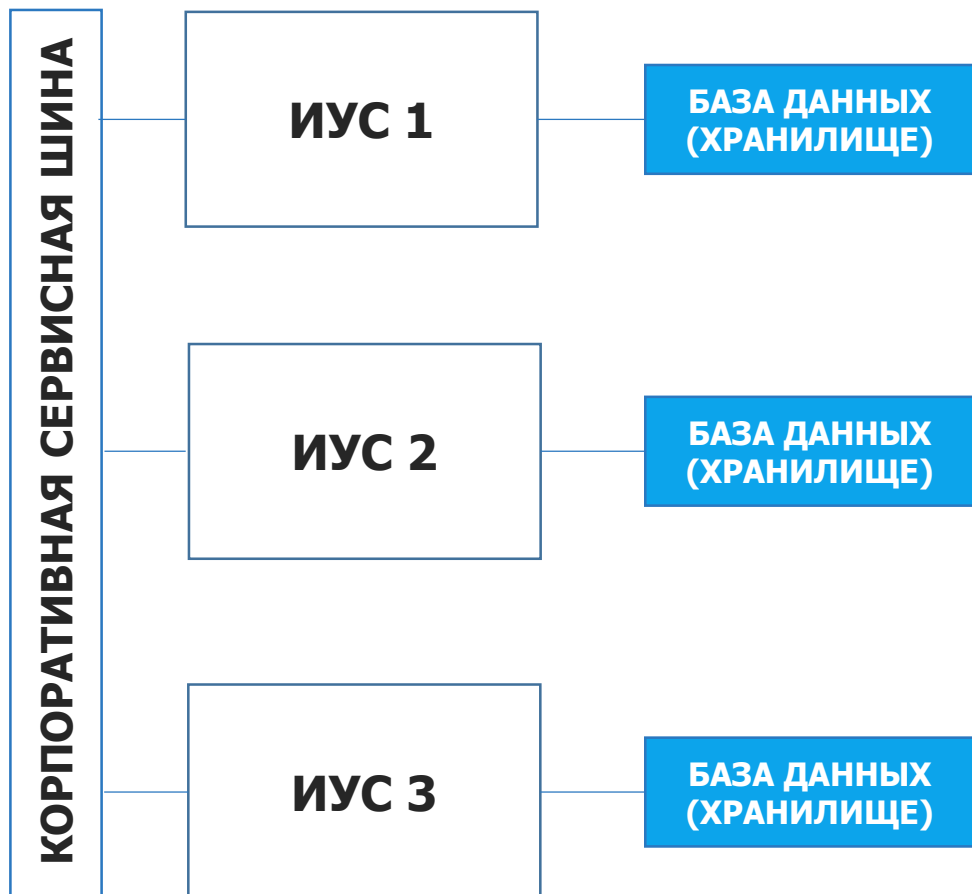 КОРПОРАТИВНАЯ СЕРВИСНАЯ ШИНА
ИУС 1
БАЗА ДАННЫХ
(ХРАНИЛИЩЕ)
ИУС 2
БАЗА ДАННЫХ
(ХРАНИЛИЩЕ)
ИУС 3
БАЗА ДАННЫХ
(ХРАНИЛИЩЕ)